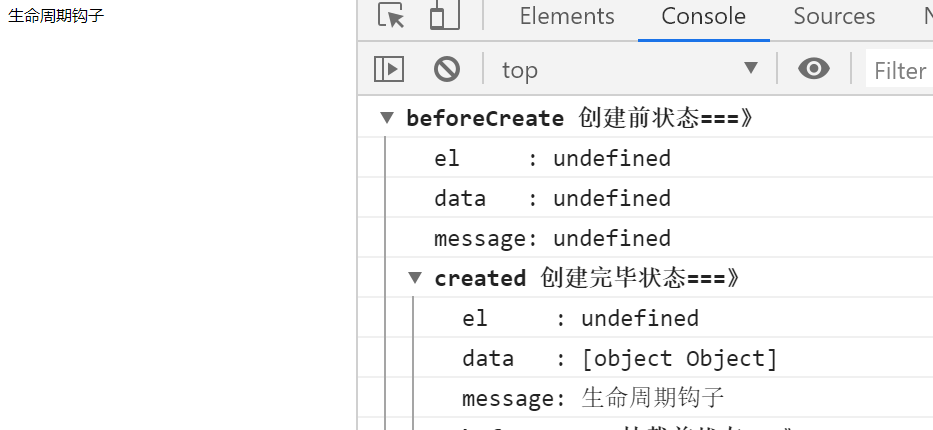 生命周期钩子
Elements Console Sources
top Filter
beforeCreate 创建前状态===》
el : undefined
data : undefined
message: undefined
created 创建完毕状态===》
el : undefined
data : [object Object]
message: 生命周期钩子